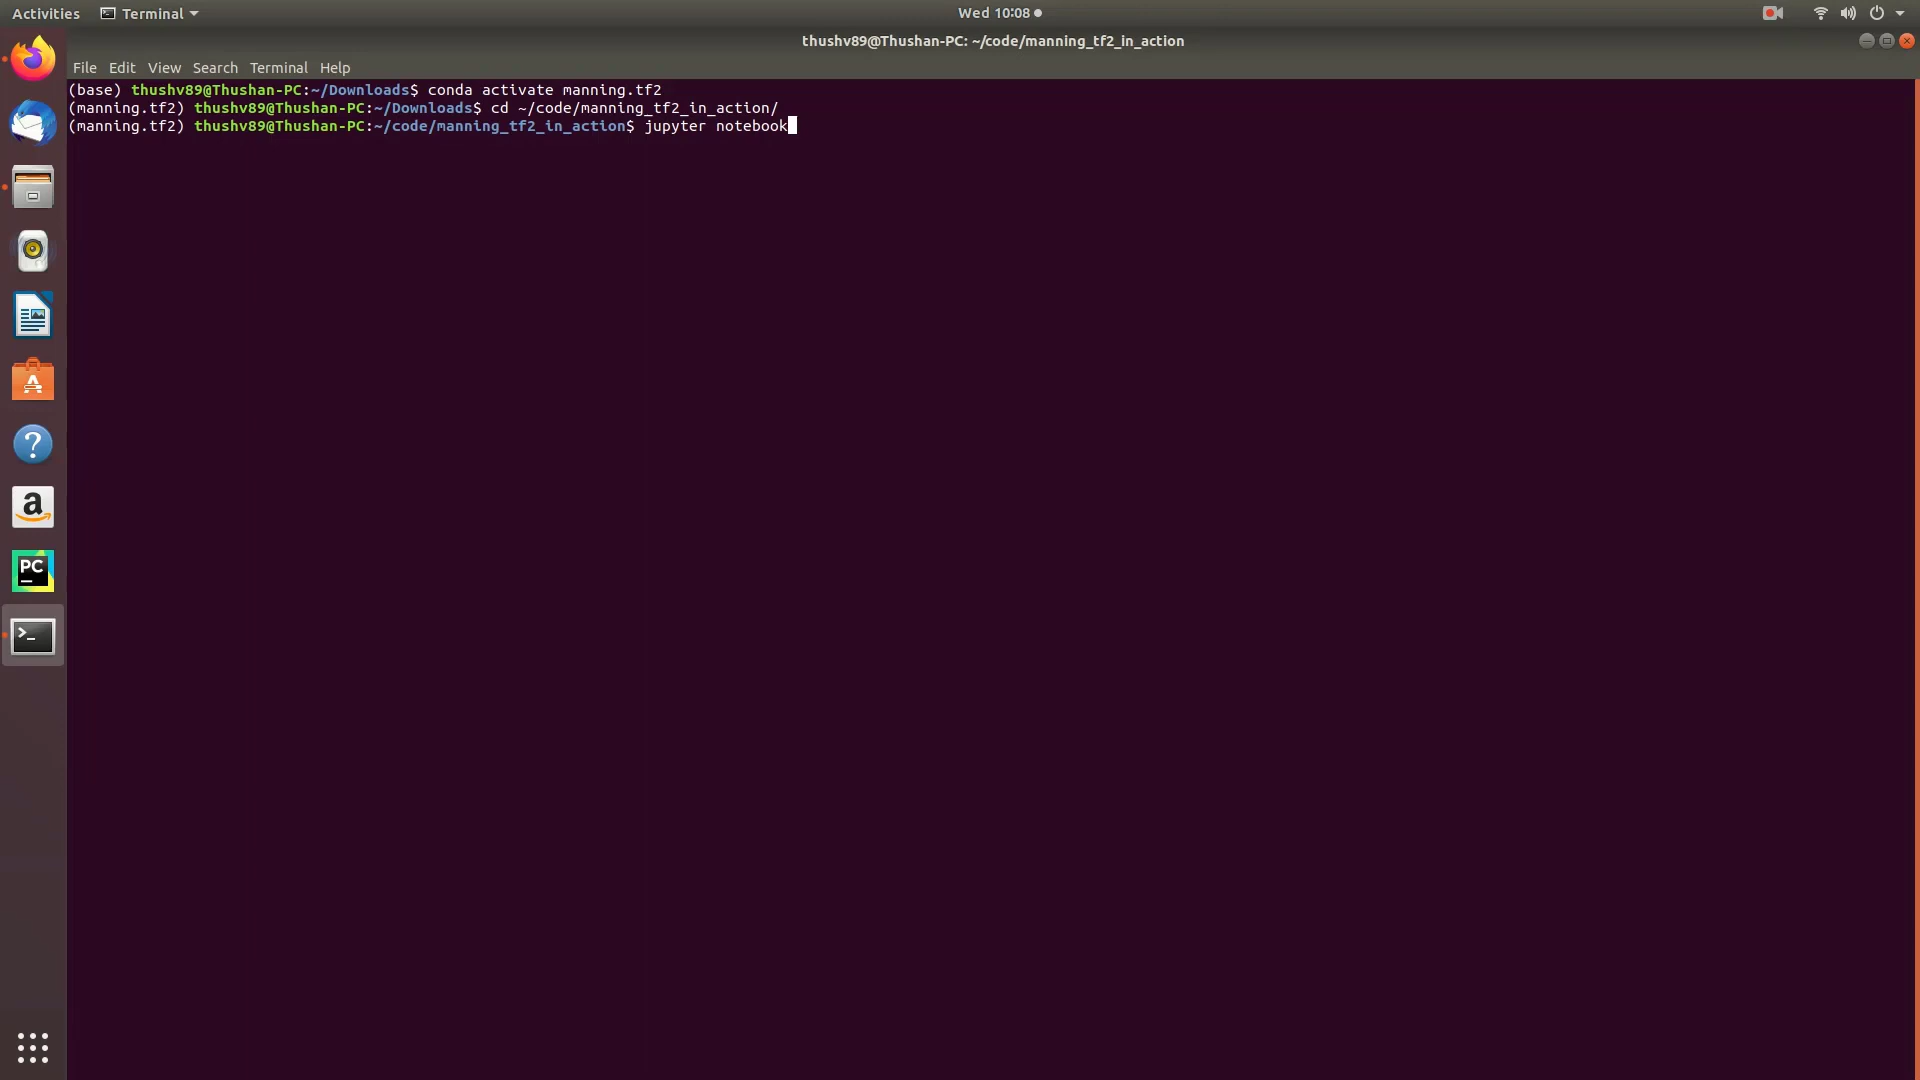 Activities Terminal Wed 10:08
thushv89@Thushan-PC: ~/code/manning_tf2_in_action
File Edit View Search Terminal Help
(base) thushv89@Thushan-PC:~/Downloads$ conda activate manning.tf2
(manning.tf2) thushv89@Thushan-PC:~/Downloads$ cd ~/code/manning_tf2_in_action/
(manning.tf2) thushv89@Thushan-PC:~/code/manning_tf2_in_action$ jupyter notebook
?
a
PC
>_